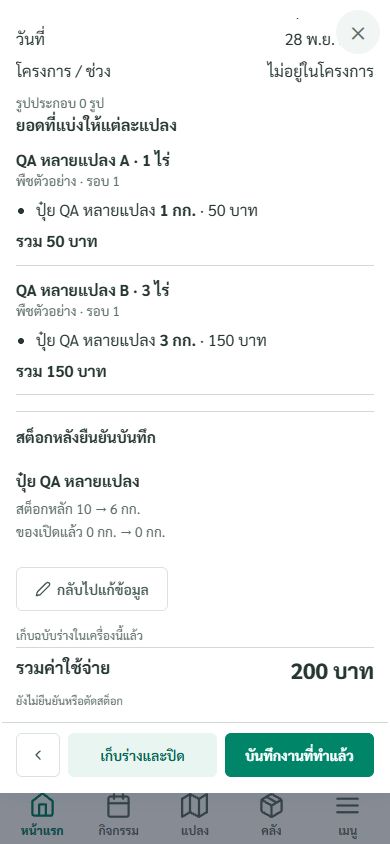 วันที่
28 พ.ย.
โครงการ / ช่วง
ไม่อยู่ในโครงการ
รูปประกอบ 0 รูป
ยอดที่แบ่งให้แต่ละแปลง
QA หลายแปลง A · 1 ไร่
พืชตัวอย่าง · รอบ 1
• ปุ๋ย QA หลายแปลง 1 กก. · 50 บาท
รวม 50 บาท
QA หลายแปลง B · 3 ไร่
พืชตัวอย่าง · รอบ 1
• ปุ๋ย QA หลายแปลง 3 กก. · 150 บาท
รวม 150 บาท
สต็อกหลังยืนยันบันทึก
ปุ๋ย QA หลายแปลง
สต็อกหลัก 10 → 6 กก.
ของเปิดแล้ว 0 กก. → 0 กก.
กลับไปแก้ข้อมูล
เก็บฉบับร่างในเครื่องนี้แล้ว
รวมค่าใช้จ่าย
200 บาท
ยังไม่ยืนยันหรือตัดสต็อก
เก็บร่างและปิด
บันทึกงานที่ทำแล้ว
หน้าแรก
กิจกรรม
แปลง
คลัง
เมนู